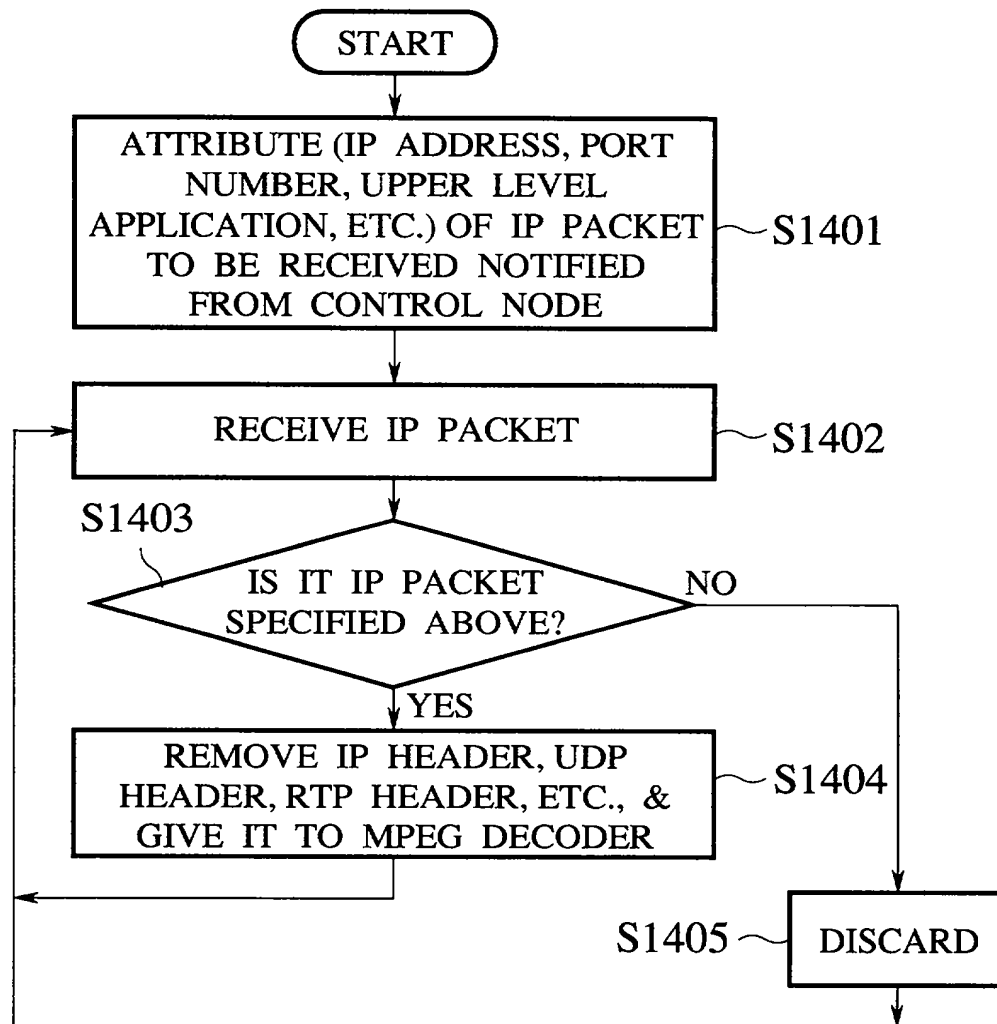 START
ATTRIBUTE (IP ADDRESS, PORT
NUMBER, UPPER LEVEL
APPLICATION, ETC.) OF IP PACKET
TO BE RECEIVED NOTIFIED
FROM CONTROL NODE
S1401
RECEIVE IP PACKET
S1402
S1403
IS IT IP PACKET
SPECIFIED ABOVE?
NO
YES
REMOVE IP HEADER, UDP
HEADER, RTP HEADER, ETC., &
GIVE IT TO MPEG DECODER
S1404
S1405
DISCARD